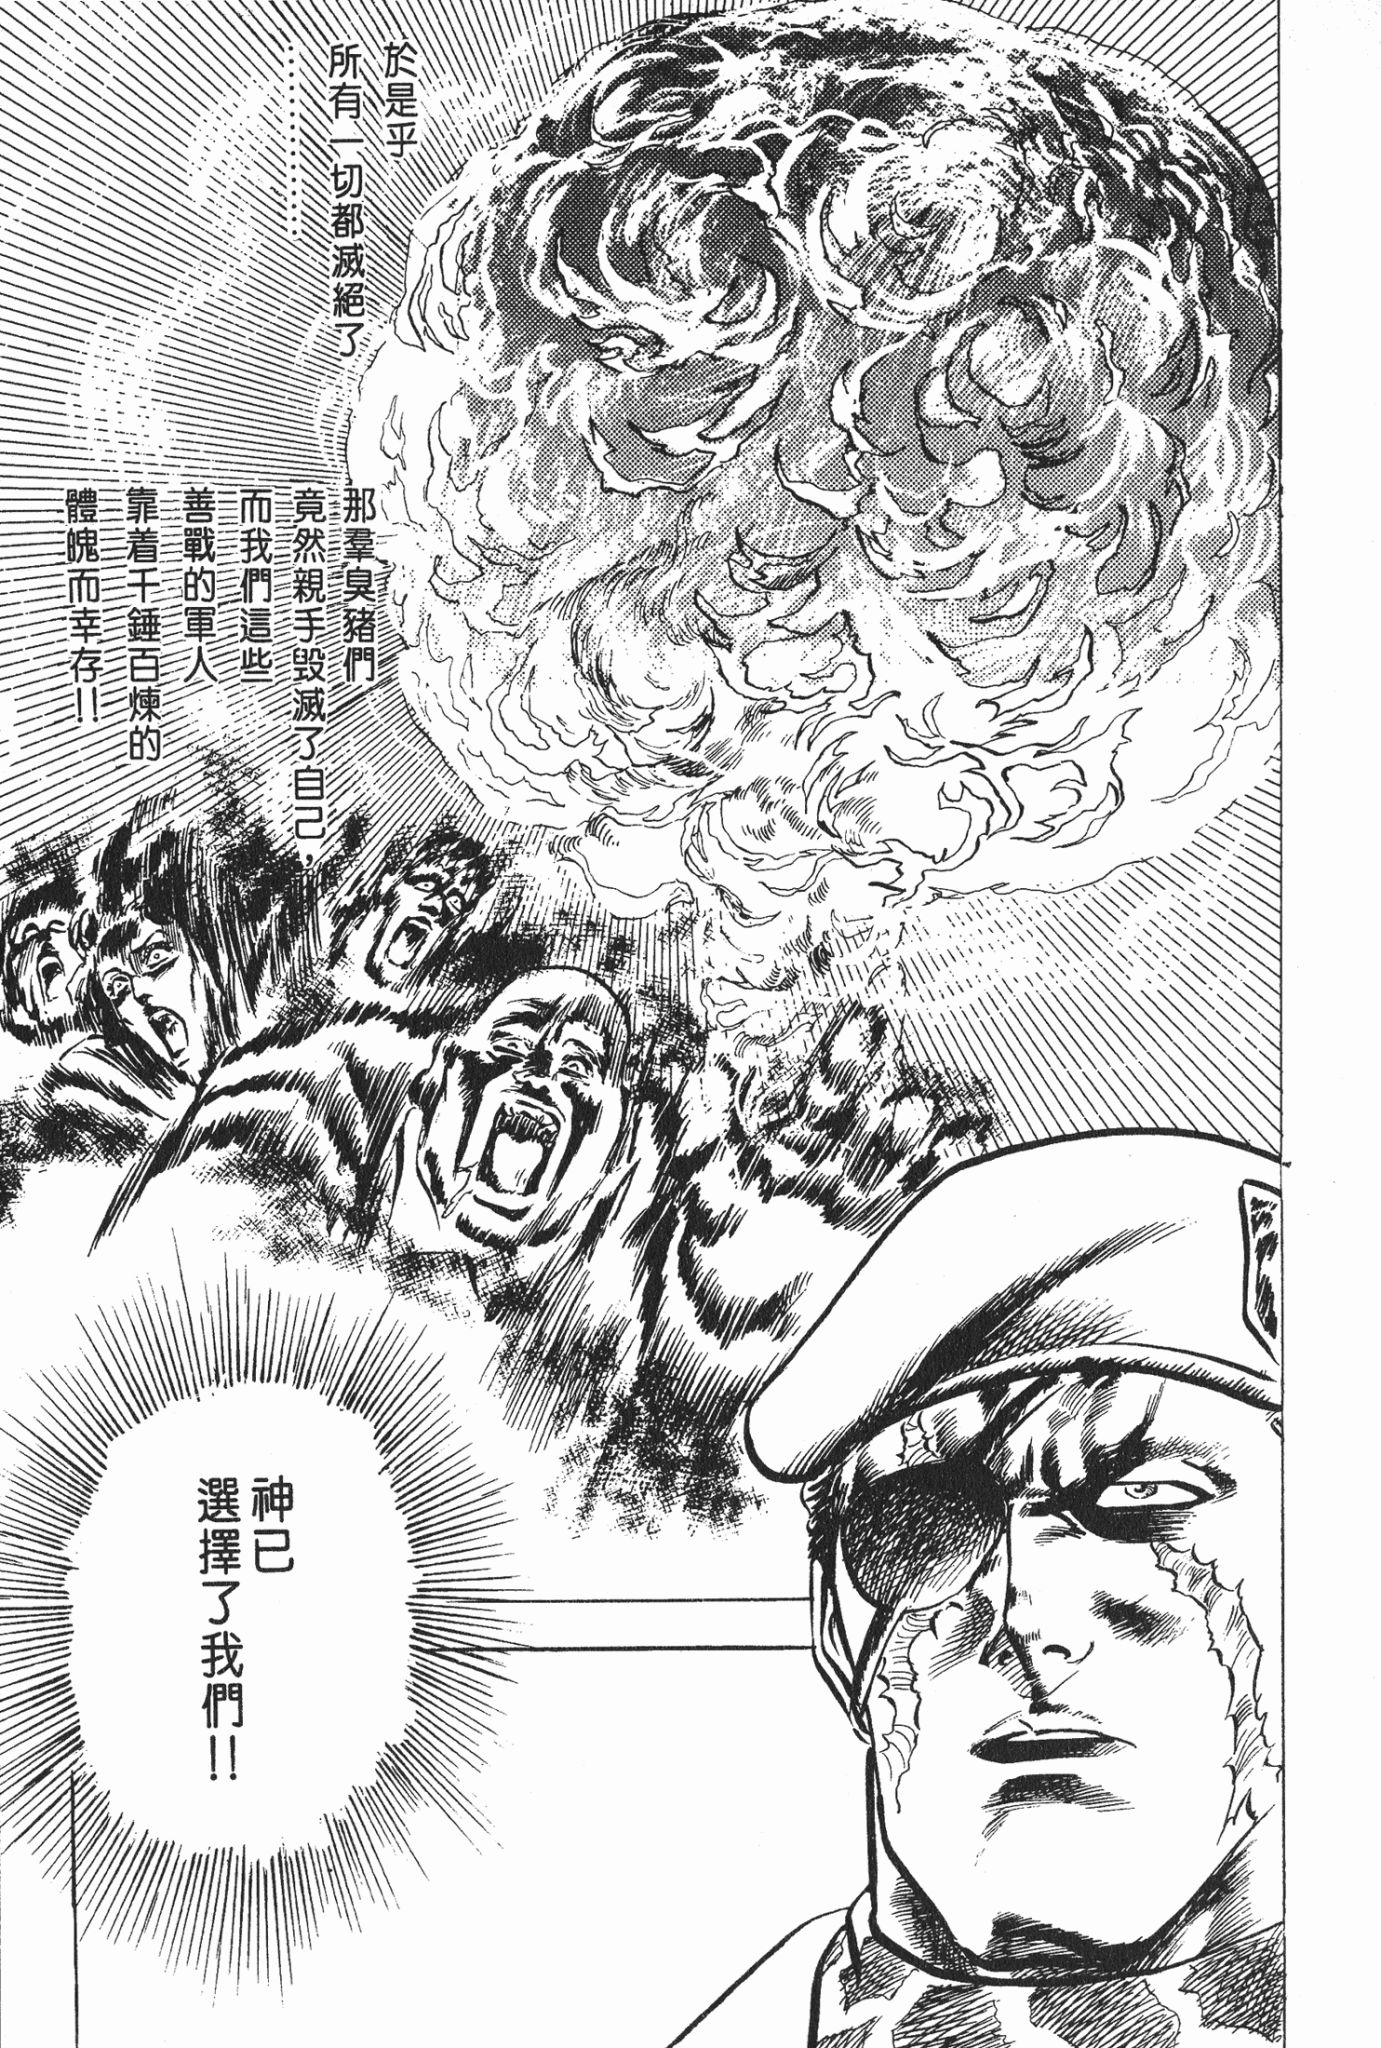 於是乎
所有一切都滅絕了
…………
那羣臭豬們
竟然親手毀滅了自己，
而我們這些
善戰的軍人
靠着千錘百煉的
體魄而幸存!!
神已
選擇了我們!!